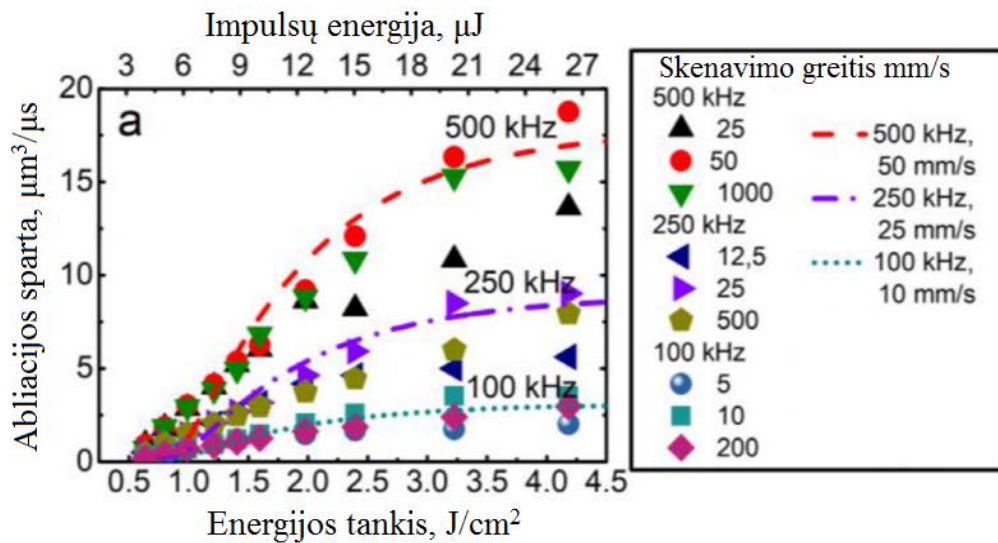 Impulsų energija, μJ
3 6 9 12 15 18 21 24 27
20
15
10
5
0
Abliacijos sparta, μm³/μs
a
500 kHz
250 kHz
100 kHz
0.5 1.0 1.5 2.0 2.5 3.0 3.5 4.0 4.5
Energijos tankis, J/cm²
Skenavimo greitis mm/s
500 kHz
25
50
1000
250 kHz
12,5
25
500
100 kHz
5
10
200
500 kHz,
50 mm/s
250 kHz,
25 mm/s
100 kHz,
10 mm/s